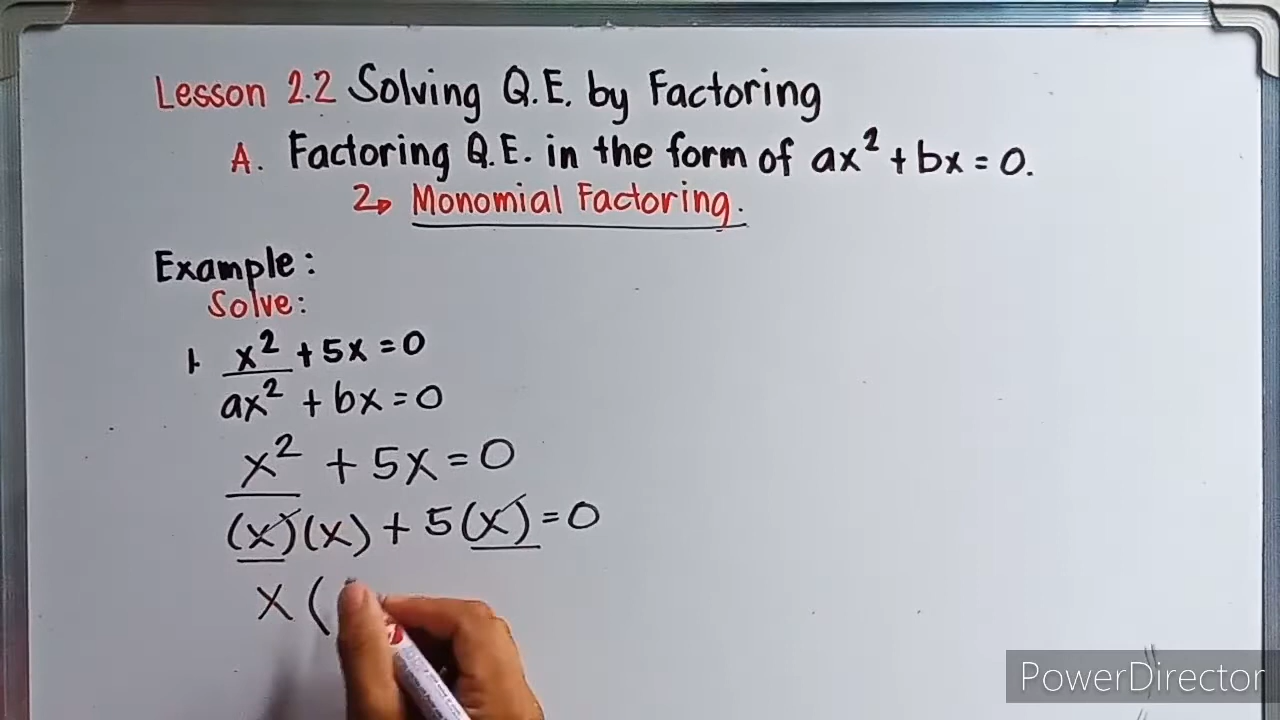 Lesson 2.2 Solving Q.E. by Factoring
A. Factoring Q.E. in the form of ax² + bx = 0.
Monomial Factoring.
Example:
Solve:
1. x² + 5x = 0
ax² + bx = 0
x² + 5x = 0
(x)(x) + 5(x) = 0
x (
PowerDirector